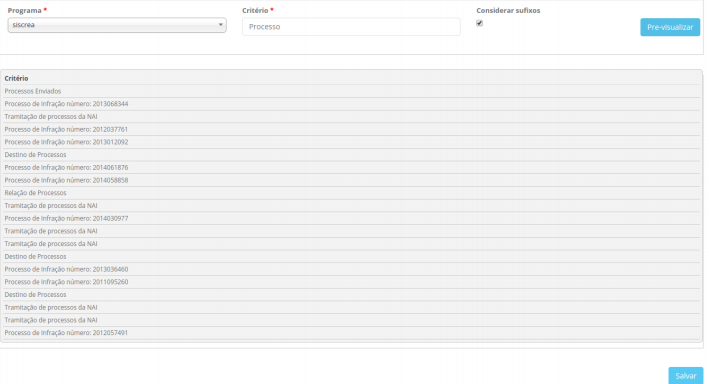 Programa *
Critério *
Considerar sufixos
siscrea
Processo
Pre-visualizar
Critério
Processos Enviados
Processo de Infração número: 2013068344
Tramitação de processos da NAI
Processo de Infração número: 2012037761
Processo de Infração número: 2013012092
Destino de Processos
Processo de Infração número: 2014061876
Processo de Infração número: 2014058858
Relação de Processos
Tramitação de processos da NAI
Processo de Infração número: 2014030977
Tramitação de processos da NAI
Tramitação de processos da NAI
Destino de Processos
Processo de Infração número: 2013036460
Processo de Infração número: 2011095260
Destino de Processos
Tramitação de processos da NAI
Tramitação de processos da NAI
Processo de Infração número: 2012057491
Salvar